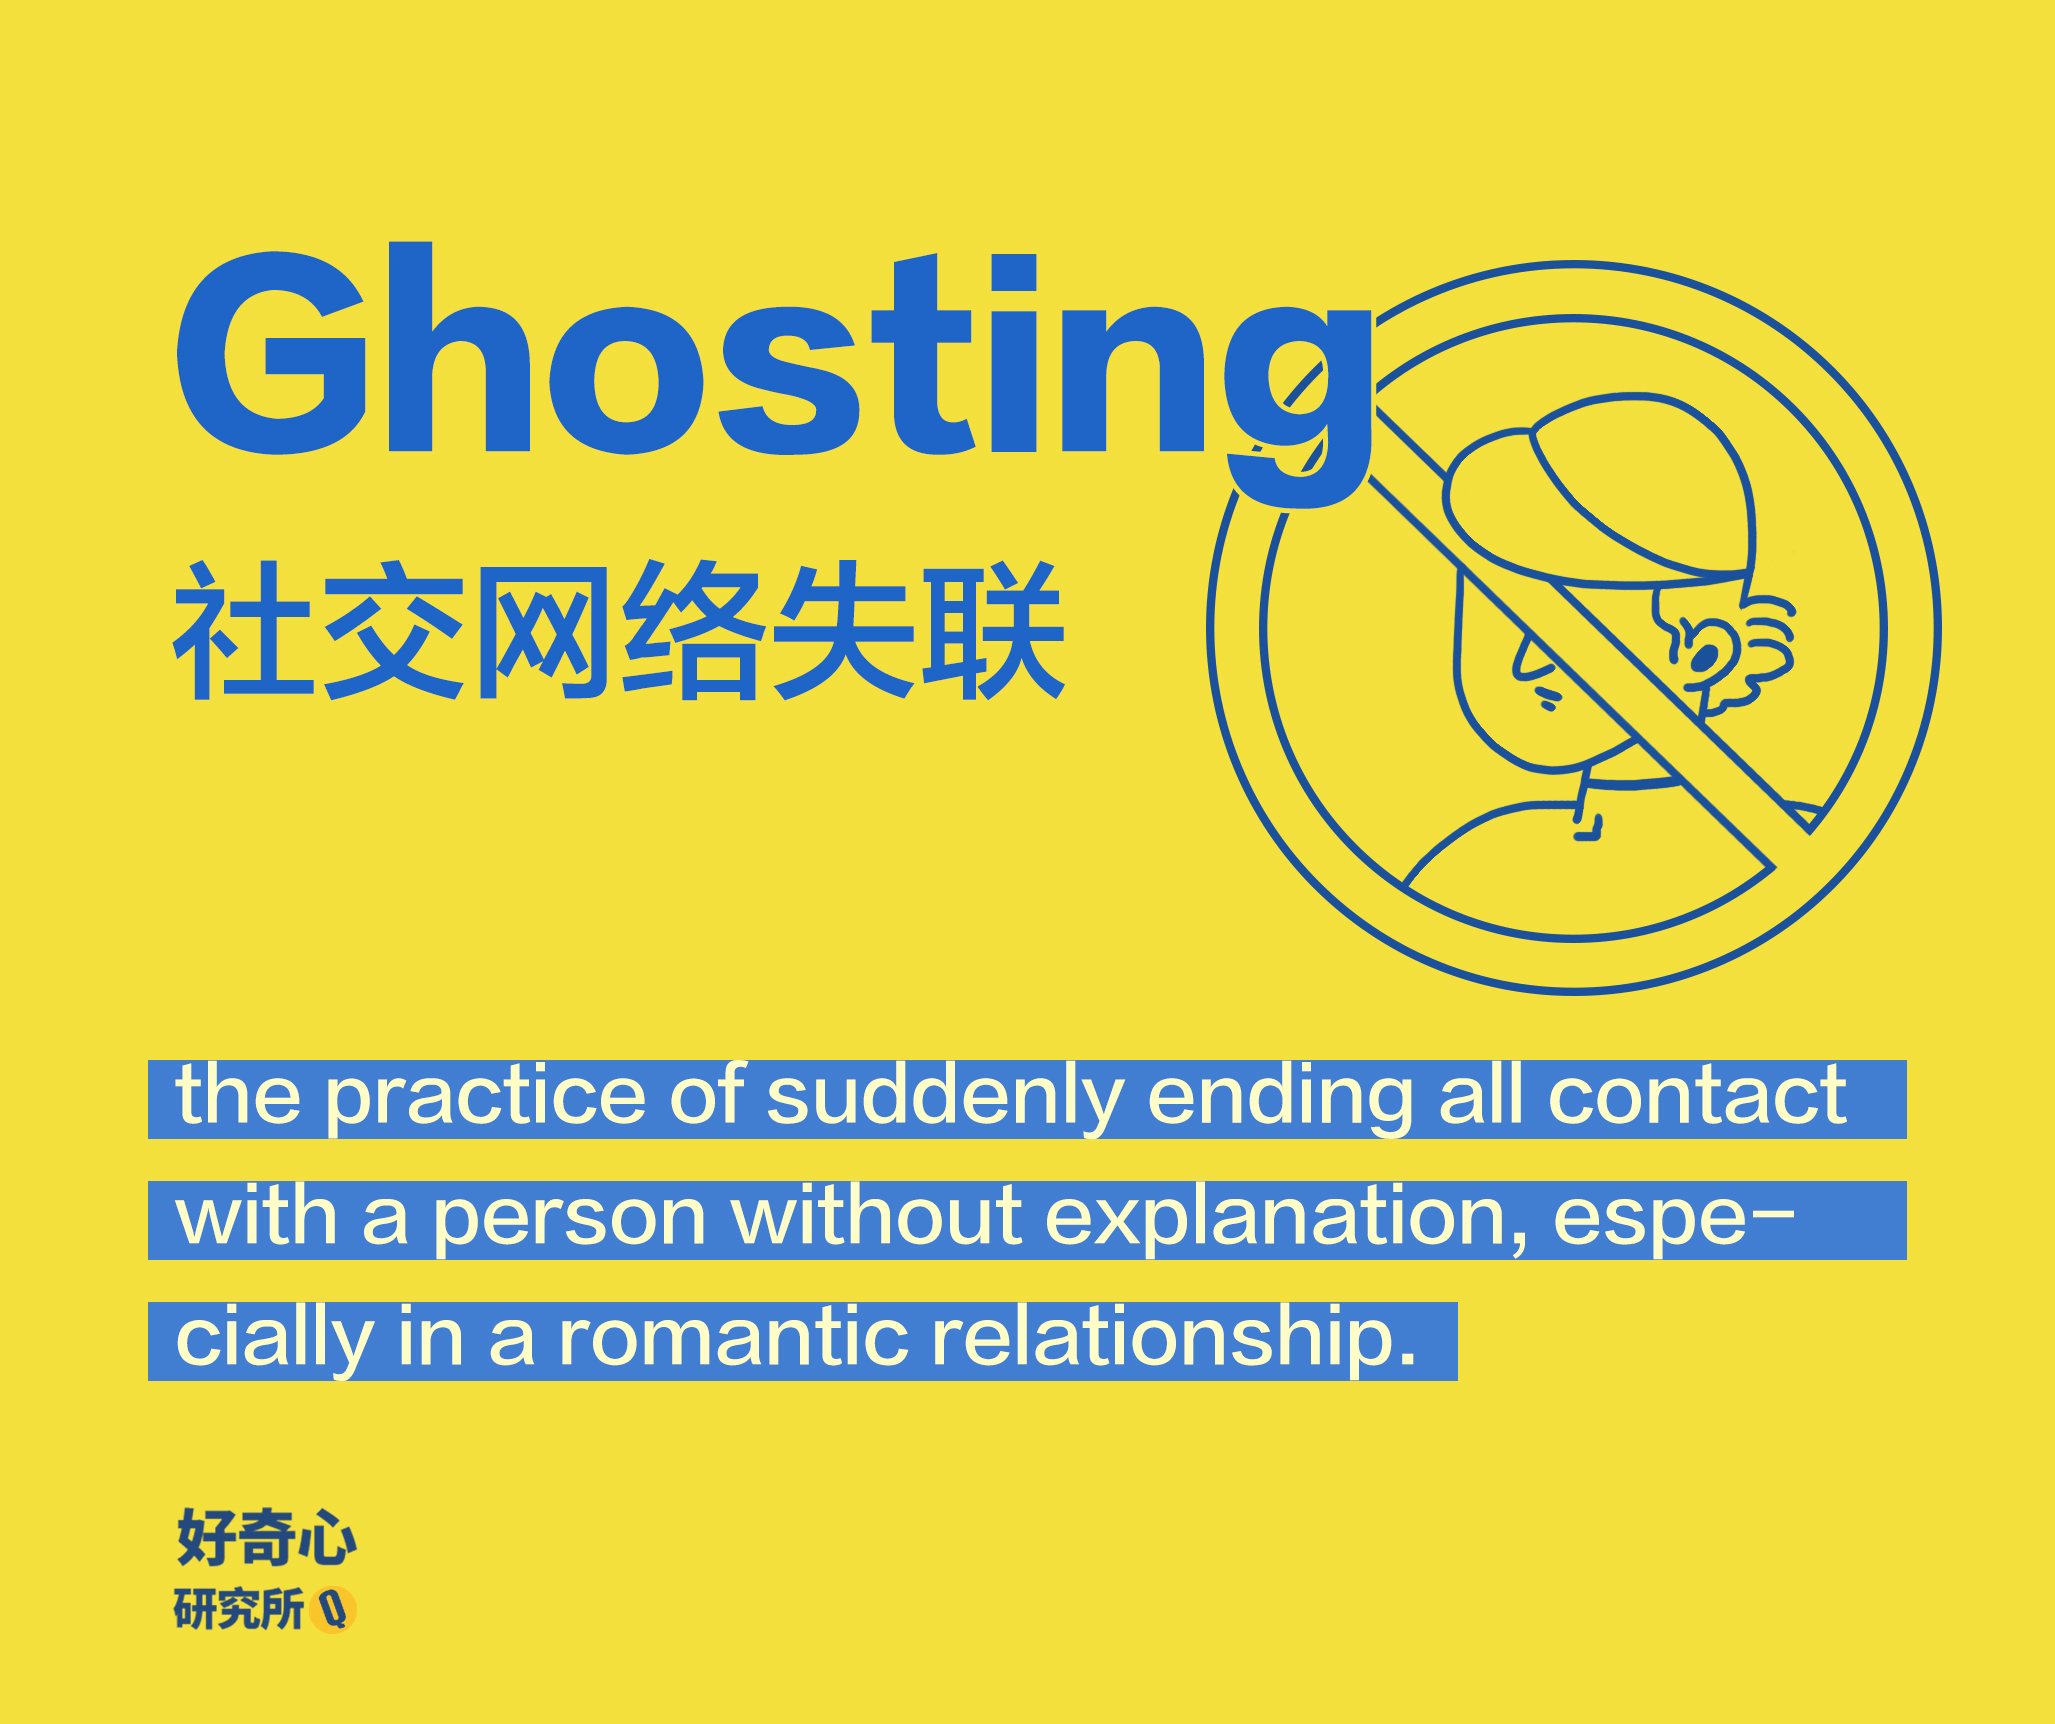 Ghosting
社交网络失联
the practice of suddenly ending all contact
with a person without explanation, espe-
cially in a romantic relationship.
好奇心
研究所 Q